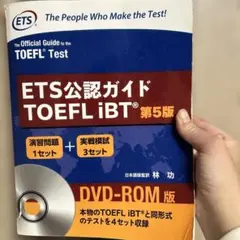 ETS
The People Who Make the Test!
The Official Guide to the
TOEFL® Test
ETS公認ガイド
TOEFL iBT® 第5版
演習問題
1セット
+
実戦模試
3セット
日本語版監訳 林 功
DVD-ROM 版
本物のTOEFL iBT®と同形式
のテストを4セット収録